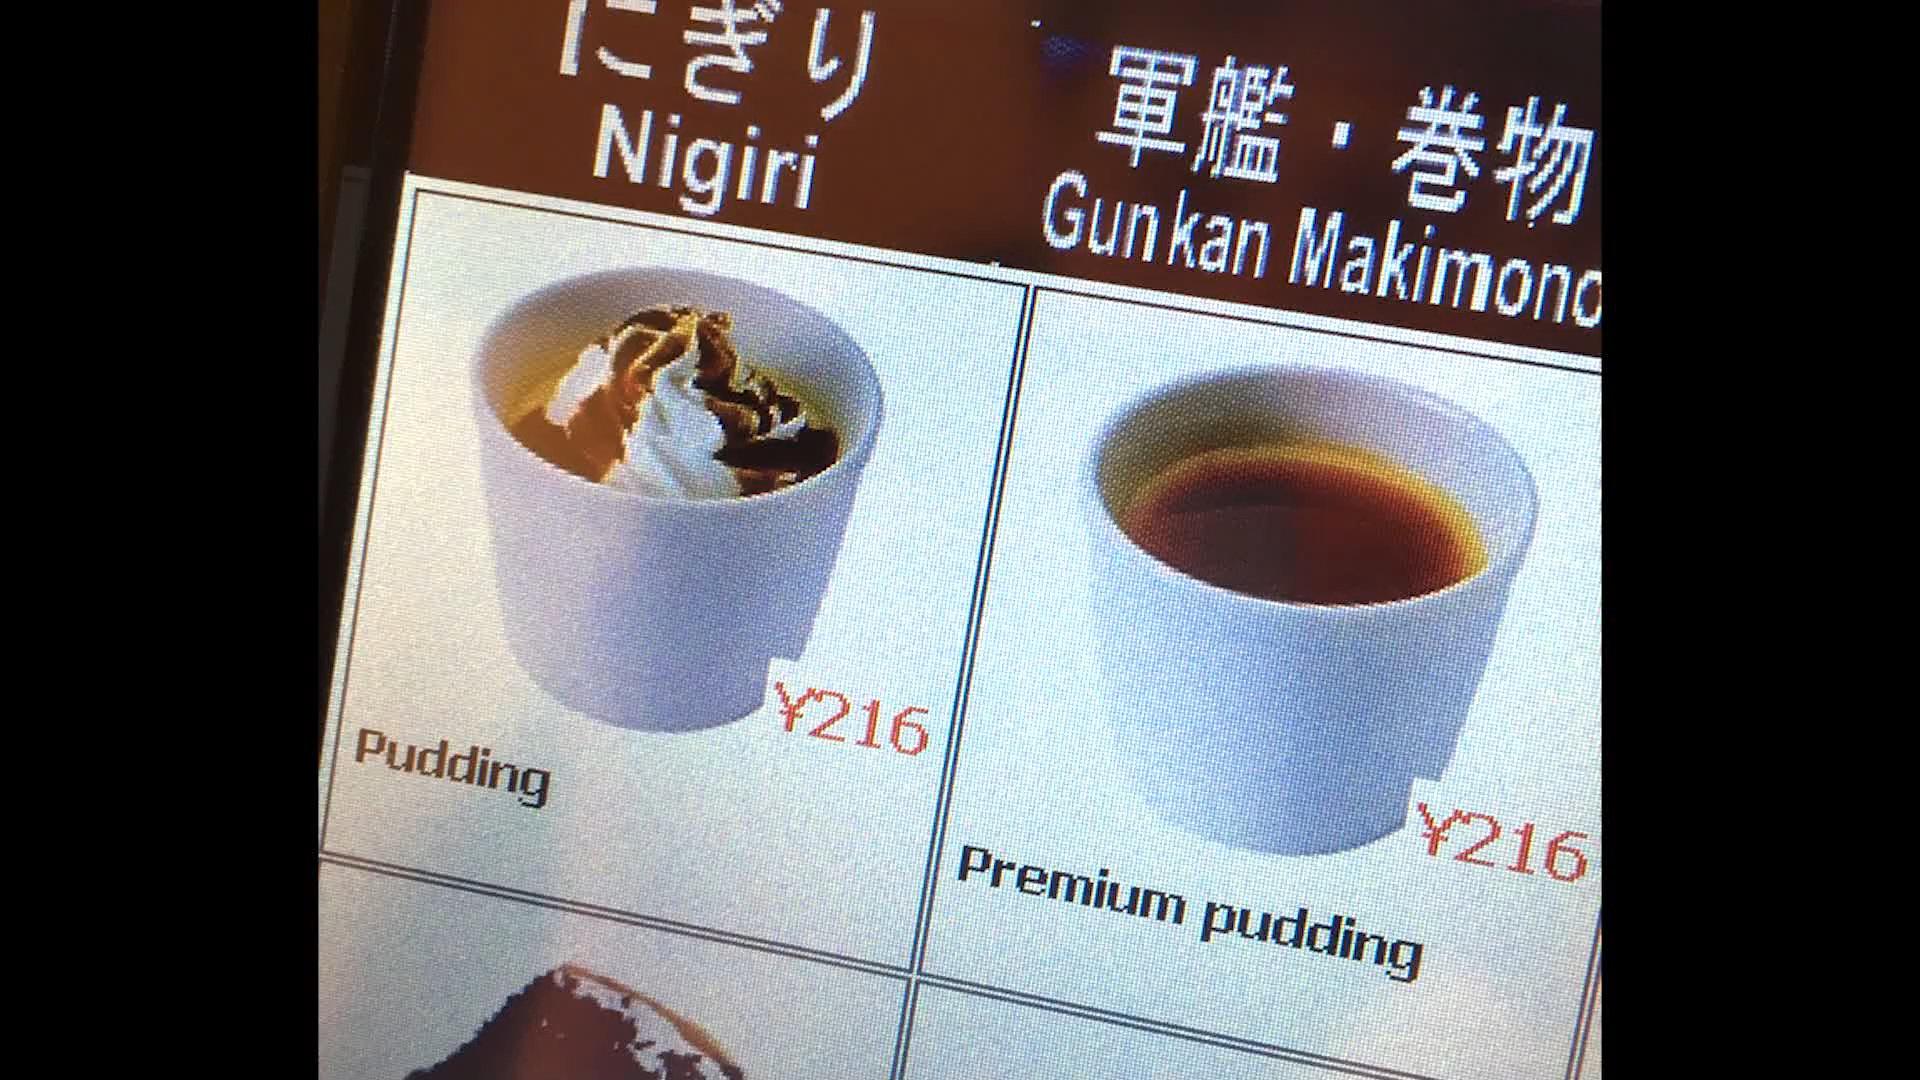 にぎり
Nigiri
軍艦・巻物
Gunkan Makimono
¥216
Pudding
¥216
Premium pudding